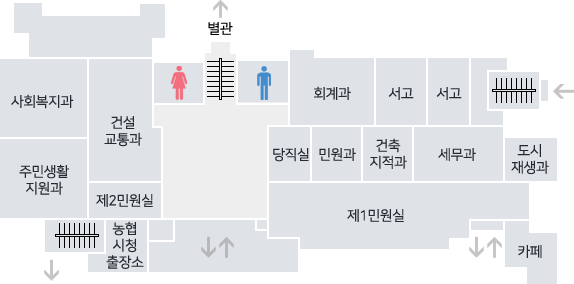 별관
사회복지과
건설
교통과
회계과
서고
서고
주민생활
지원과
당직실
민원과
건축
지적과
세무과
도시
재생과
제2민원실
제1민원실
농협
시청
출장소
카페